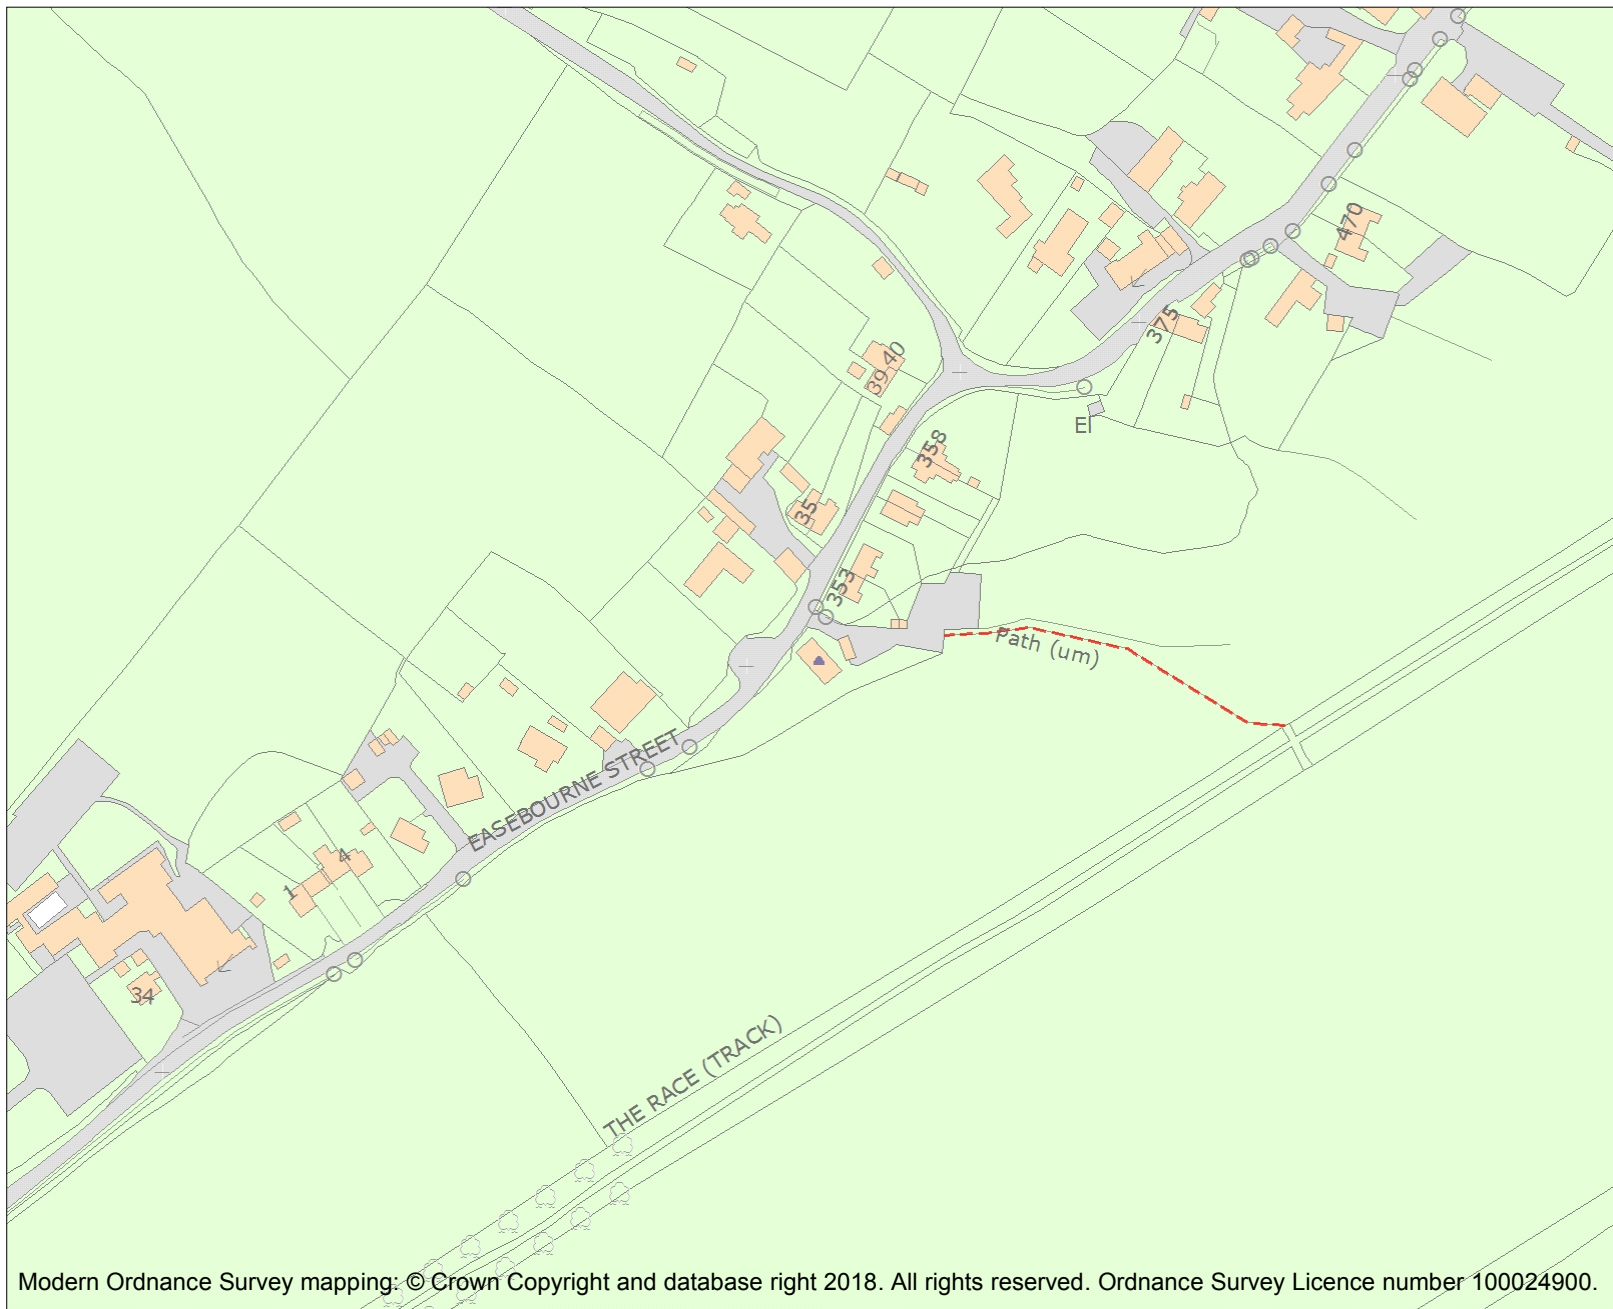 470
375
39-40
El
358
35
353
Path (um)
EASEBOURNE STREET
4
1
34
THE RACE (TRACK)
Modern Ordnance Survey mapping: © Crown Copyright and database right 2018. All rights reserved. Ordnance Survey Licence number 100024900.